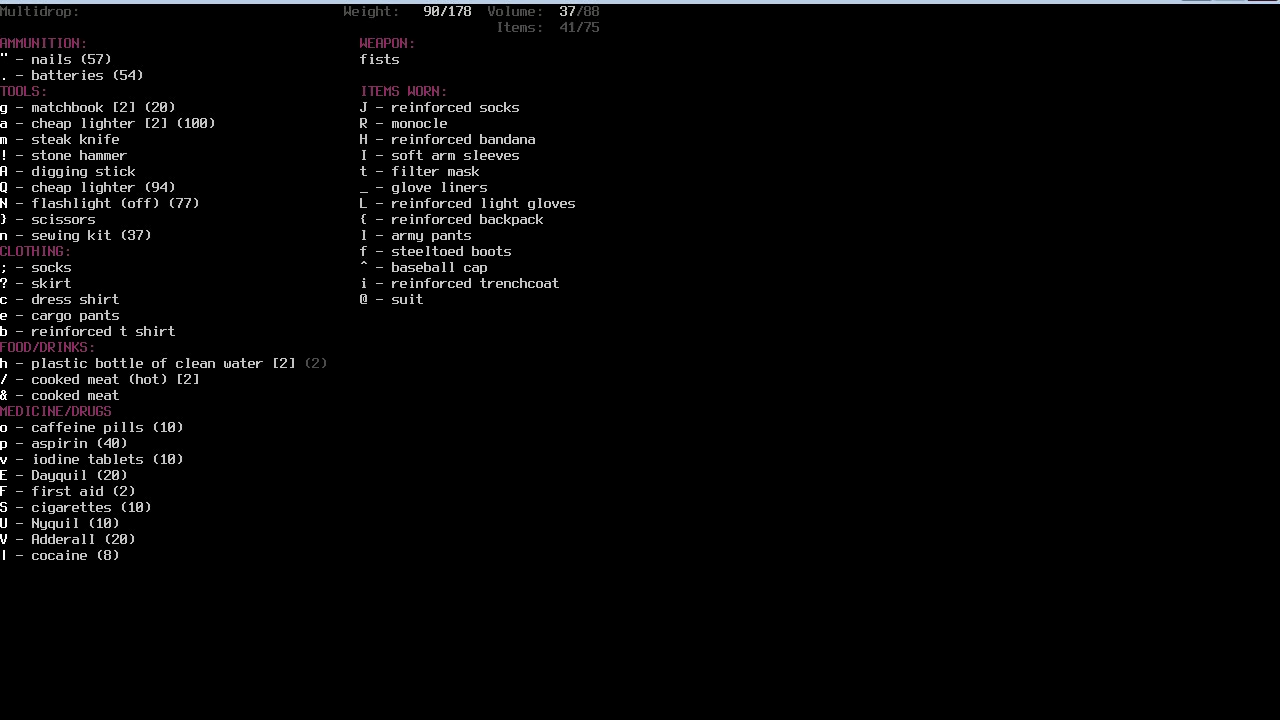 Multidrop: Weight: 90/178 Volume: 37/88
Items: 41/75
AMMUNITION: WEAPON:
" - nails (57) fists
. - batteries (54)
TOOLS: ITEMS WORN:
g - matchbook [2] (20) J - reinforced socks
a - cheap lighter [2] (100) R - monocle
m - steak knife H - reinforced bandana
! - stone hammer I - soft arm sleeves
A - digging stick t - filter mask
Q - cheap lighter (94) _ - glove liners
N - flashlight (off) (77) L - reinforced light gloves
} - scissors { - reinforced backpack
n - sewing kit (37) l - army pants
CLOTHING: f - steeltoed boots
; - socks ^ - baseball cap
? - skirt i - reinforced trenchcoat
c - dress shirt @ - suit
e - cargo pants
b - reinforced t shirt
FOOD/DRINKS:
h - plastic bottle of clean water [2] (2)
/ - cooked meat (hot) [2]
& - cooked meat
MEDICINE/DRUGS
o - caffeine pills (10)
p - aspirin (40)
v - iodine tablets (10)
E - Dayquil (20)
F - first aid (2)
S - cigarettes (10)
U - Nyquil (10)
V - Adderall (20)
| - cocaine (8)